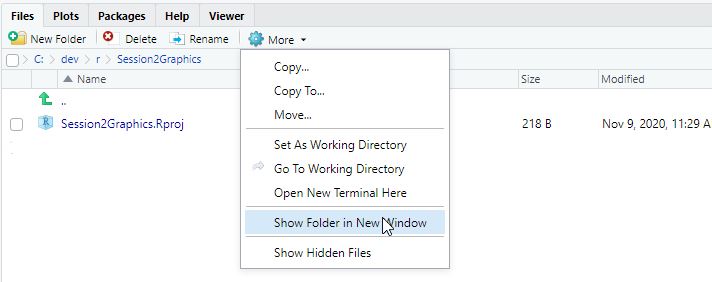 Files Plots Packages Help Viewer
New Folder Delete Rename More
C: dev r Session2Graphics
Name Size Modified
..
Session2Graphics.Rproj 218 B Nov 9, 2020, 11:29 A
Copy...
Copy To...
Move...
Set As Working Directory
Go To Working Directory
Open New Terminal Here
Show Folder in New Window
Show Hidden Files